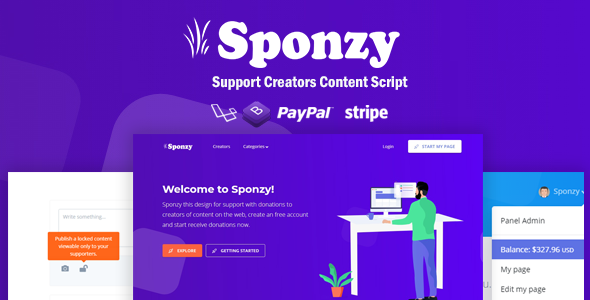 Sponzy
Support Creators Content Script
PayPal stripe
Sponzy
Creators
Categories
Login
START MY PAGE
Welcome to Sponzy!
Sponzy this design for support with donations to
creators of content on the web, create an free account
and start receive donations now.
EXPLORE
GETTING STARTED
Write something...
Publish a locked content
viewable only to your
supporters.
Sponzy
Panel Admin
Balance: $327.96 USD
My page
Edit my page